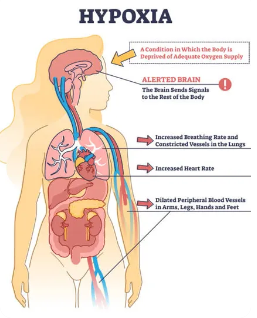 HYPOXIA
A Condition in Which the Body is
Deprived of Adequate Oxygen Supply
ALERTED BRAIN
The Brain Sends Signals
to the Rest of the Body
Increased Breathing Rate and
Constricted Vessels in the Lungs
Increased Heart Rate
Dilated Peripheral Blood Vessels
in Arms, Legs, Hands and Feet